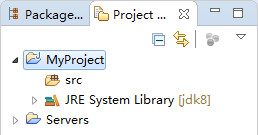 Package... Project ...
MyProject
src
JRE System Library [jdk8]
Servers